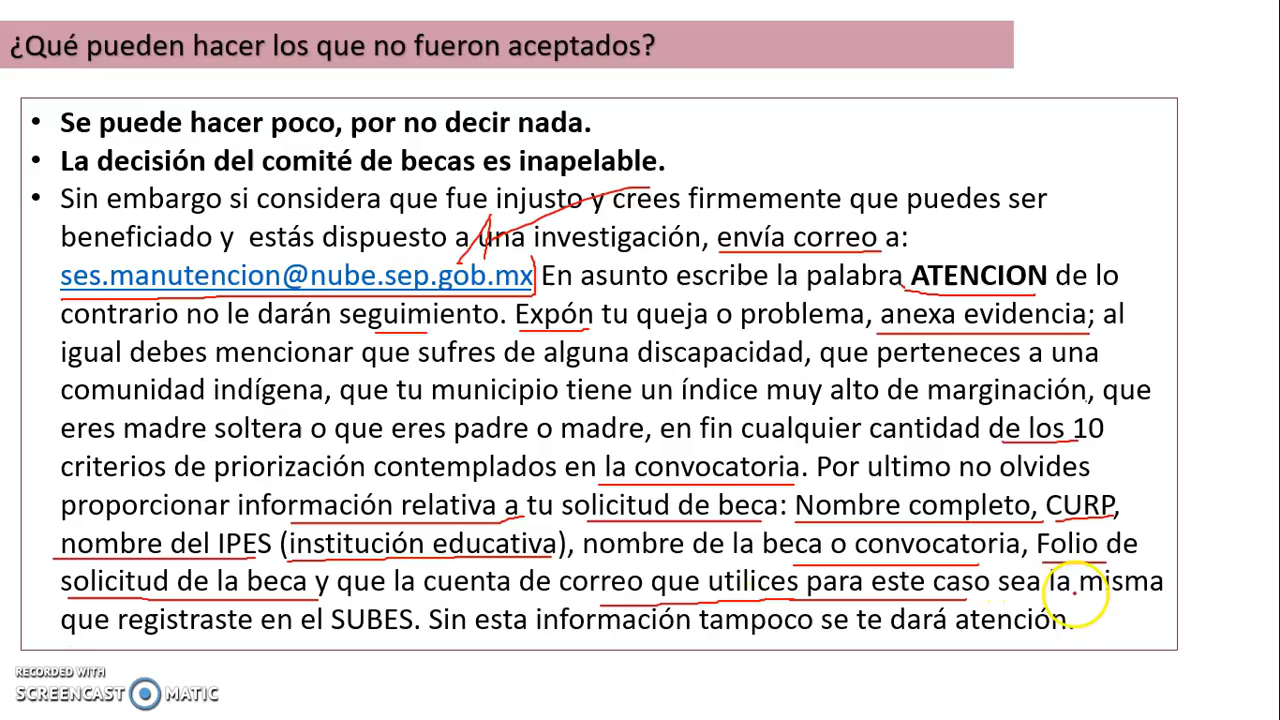 ¿Qué pueden hacer los que no fueron aceptados?
• Se puede hacer poco, por no decir nada.
• La decisión del comité de becas es inapelable.
• Sin embargo si considera que fue injusto y crees firmemente que puedes ser
beneficiado y estás dispuesto a una investigación, envía correo a:
ses.manutencion@nube.sep.gob.mx En asunto escribe la palabra ATENCION de lo
contrario no le darán seguimiento. Expón tu queja o problema, anexa evidencia; al
igual debes mencionar que sufres de alguna discapacidad, que perteneces a una
comunidad indígena, que tu municipio tiene un índice muy alto de marginación, que
eres madre soltera o que eres padre o madre, en fin cualquier cantidad de los 10
criterios de priorización contemplados en la convocatoria. Por ultimo no olvides
proporcionar información relativa a tu solicitud de beca: Nombre completo, CURP,
nombre del IPES (institución educativa), nombre de la beca o convocatoria, Folio de
solicitud de la beca y que la cuenta de correo que utilices para este caso sea la misma
que registraste en el SUBES. Sin esta información tampoco se te dará atención.
RECORDED WITH
SCREENCAST MATIC